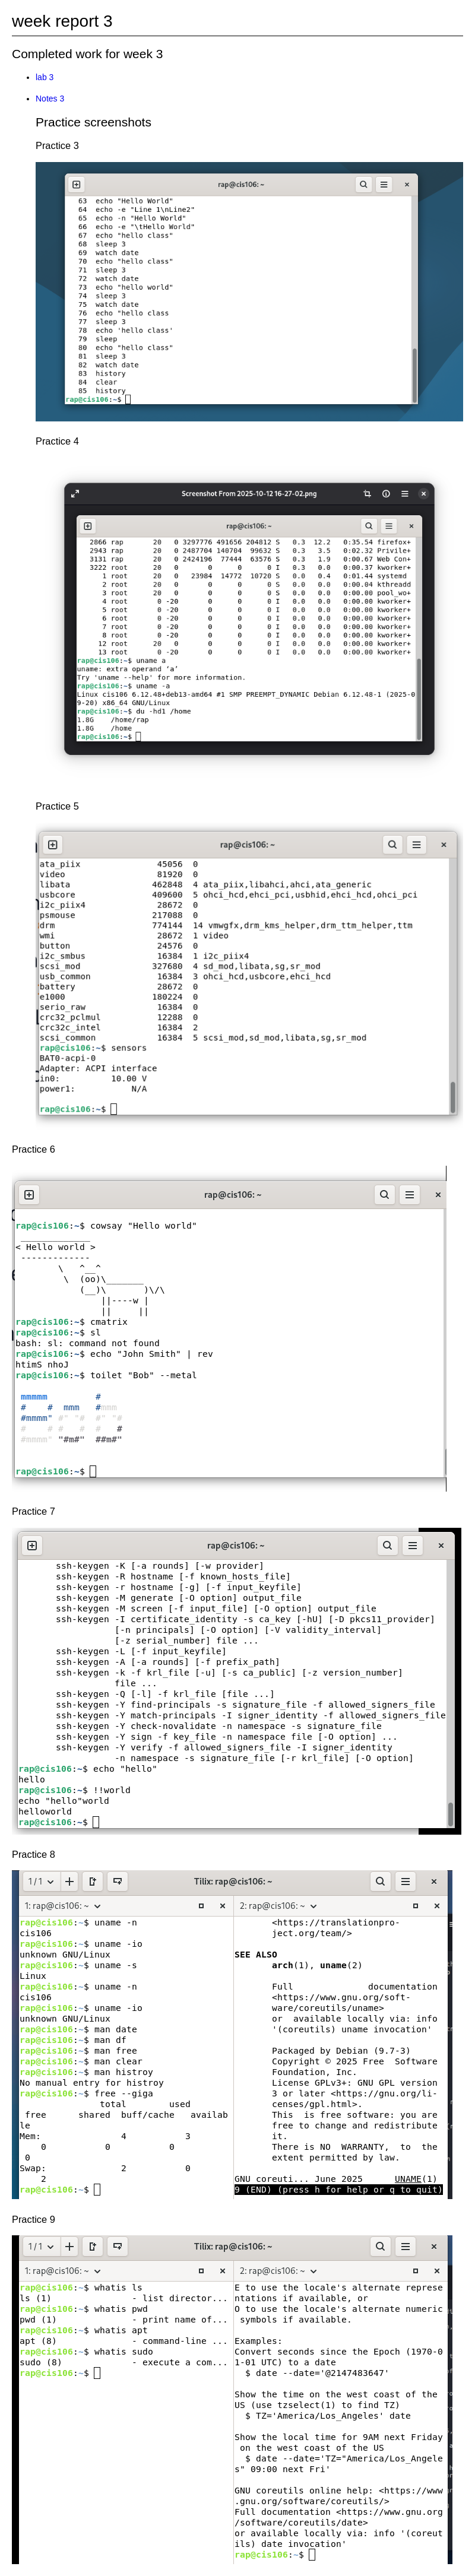 week report 3
Completed work for week 3
lab 3
Notes 3
Practice screenshots
Practice 3
rap@cis106: ~
63 echo "Hello World"
64 echo -e "Line 1\nLine2"
65 echo -n "Hello World"
66 echo -e "\tHello World"
67 echo "hello class"
68 sleep 3
69 watch date
70 echo "hello class"
71 sleep 3
72 watch date
73 echo "hello world"
74 sleep 3
75 watch date
76 echo "hello class
77 sleep 3
78 echo 'hello class'
79 sleep
80 echo "hello class"
81 sleep 3
82 watch date
83 history
84 clear
85 history
rap@cis106:~$
Practice 4
Screenshot From 2025-10-12 16-27-02.png
rap@cis106: ~
2866 rap 20 0 3297776 491656 204812 S 0.3 12.2 0:35.54 firefox+
2943 rap 20 0 2487704 140704 99632 S 0.3 3.5 0:02.32 Privile+
3131 rap 20 0 2424196 77444 63576 S 0.3 1.9 0:00.67 Web Con+
3222 root 20 0 0 0 0 I 0.3 0.0 0:00.37 kworker+
1 root 20 0 23984 14772 10720 S 0.0 0.4 0:01.44 systemd
2 root 20 0 0 0 0 S 0.0 0.0 0:00.04 kthreadd
3 root 20 0 0 0 0 S 0.0 0.0 0:00.00 pool_wo+
4 root 0 -20 0 0 0 I 0.0 0.0 0:00.00 kworker+
5 root 0 -20 0 0 0 I 0.0 0.0 0:00.00 kworker+
6 root 0 -20 0 0 0 I 0.0 0.0 0:00.00 kworker+
7 root 0 -20 0 0 0 I 0.0 0.0 0:00.00 kworker+
8 root 0 -20 0 0 0 I 0.0 0.0 0:00.00 kworker+
12 root 20 0 0 0 0 I 0.0 0.0 0:00.00 kworker+
13 root 0 -20 0 0 0 I 0.0 0.0 0:00.00 kworker+
rap@cis106:~$ uname a
uname: extra operand ‘a’
Try 'uname --help' for more information.
rap@cis106:~$ uname -a
Linux cis106 6.12.48+deb13-amd64 #1 SMP PREEMPT_DYNAMIC Debian 6.12.48-1 (2025-0
9-20) x86_64 GNU/Linux
rap@cis106:~$ du -hd1 /home
1.8G /home/rap
1.8G /home
rap@cis106:~$
Practice 5
rap@cis106: ~
ata_piix 45056 0
video 81920 0
libata 462848 4 ata_piix,libahci,ahci,ata_generic
usbcore 409600 5 ohci_hcd,ehci_pci,usbhid,ehci_hcd,ohci_pci
i2c_piix4 28672 0
psmouse 217088 0
drm 774144 14 vmwgfx,drm_kms_helper,drm_ttm_helper,ttm
wmi 28672 1 video
button 24576 0
i2c_smbus 16384 1 i2c_piix4
scsi_mod 327680 4 sd_mod,libata,sg,sr_mod
usb_common 16384 3 ohci_hcd,usbcore,ehci_hcd
battery 28672 0
e1000 180224 0
serio_raw 16384 0
crc32_pclmul 12288 0
crc32c_intel 16384 2
scsi_common 16384 5 scsi_mod,sd_mod,libata,sg,sr_mod
rap@cis106:~$ sensors
BAT0-acpi-0
Adapter: ACPI interface
in0: 10.00 V
power1: N/A
rap@cis106:~$
Practice 6
rap@cis106: ~
rap@cis106:~$ cowsay "Hello world"
_____________
< Hello world >
-------------
\ ^__^
\ (oo)\_______
(__)\ )\/\
||----w |
|| ||
rap@cis106:~$ cmatrix
rap@cis106:~$ sl
bash: sl: command not found
rap@cis106:~$ echo "John Smith" | rev
htimS nhoJ
rap@cis106:~$ toilet "Bob" --metal
mmmmm #
# # mmm #mmm
#mmmm" #" "# #" "#
# # # # # #
#mmmm" "#m#" ##m#"
rap@cis106:~$
Practice 7
rap@cis106: ~
ssh-keygen -K [-a rounds] [-w provider]
ssh-keygen -R hostname [-f known_hosts_file]
ssh-keygen -r hostname [-g] [-f input_keyfile]
ssh-keygen -M generate [-O option] output_file
ssh-keygen -M screen [-f input_file] [-O option] output_file
ssh-keygen -I certificate_identity -s ca_key [-hU] [-D pkcs11_provider]
[-n principals] [-O option] [-V validity_interval]
[-z serial_number] file ...
ssh-keygen -L [-f input_keyfile]
ssh-keygen -A [-a rounds] [-f prefix_path]
ssh-keygen -k -f krl_file [-u] [-s ca_public] [-z version_number]
file ...
ssh-keygen -Q [-l] -f krl_file [file ...]
ssh-keygen -Y find-principals -s signature_file -f allowed_signers_file
ssh-keygen -Y match-principals -I signer_identity -f allowed_signers_file
ssh-keygen -Y check-novalidate -n namespace -s signature_file
ssh-keygen -Y sign -f key_file -n namespace file [-O option] ...
ssh-keygen -Y verify -f allowed_signers_file -I signer_identity
-n namespace -s signature_file [-r krl_file] [-O option]
rap@cis106:~$ echo "hello"
hello
rap@cis106:~$ !!world
echo "hello"world
helloworld
rap@cis106:~$
Practice 8
1 / 1
Tilix: rap@cis106: ~
1: rap@cis106: ~
rap@cis106:~$ uname -n
cis106
rap@cis106:~$ uname -io
unknown GNU/Linux
rap@cis106:~$ uname -s
Linux
rap@cis106:~$ uname -n
cis106
rap@cis106:~$ uname -io
unknown GNU/Linux
rap@cis106:~$ man date
rap@cis106:~$ man df
rap@cis106:~$ man free
rap@cis106:~$ man clear
rap@cis106:~$ man histroy
No manual entry for histroy
rap@cis106:~$ free --giga
total used
free shared buff/cache availab
le
Mem: 4 3
0 0 0
0
Swap: 2 0
2
rap@cis106:~$
2: rap@cis106: ~
<https://translationpro-
ject.org/team/>
SEE ALSO
arch(1), uname(2)
Full documentation
<https://www.gnu.org/soft-
ware/coreutils/uname>
or available locally via: info
'(coreutils) uname invocation'
Packaged by Debian (9.7-3)
Copyright © 2025 Free Software
Foundation, Inc.
License GPLv3+: GNU GPL version
3 or later <https://gnu.org/li-
censes/gpl.html>.
This is free software: you are
free to change and redistribute
it.
There is NO WARRANTY, to the
extent permitted by law.
GNU coreuti... June 2025 UNAME(1)
9 (END) (press h for help or q to quit)
Practice 9
1 / 1
Tilix: rap@cis106: ~
1: rap@cis106: ~
rap@cis106:~$ whatis ls
ls (1) - list director...
rap@cis106:~$ whatis pwd
pwd (1) - print name of...
rap@cis106:~$ whatis apt
apt (8) - command-line ...
rap@cis106:~$ whatis sudo
sudo (8) - execute a com...
rap@cis106:~$
2: rap@cis106: ~
E to use the locale's alternate represe
ntations if available, or
O to use the locale's alternate numeric
symbols if available.
Examples:
Convert seconds since the Epoch (1970-0
1-01 UTC) to a date
$ date --date='@2147483647'
Show the time on the west coast of the
US (use tzselect(1) to find TZ)
$ TZ='America/Los_Angeles' date
Show the local time for 9AM next Friday
on the west coast of the US
$ date --date='TZ="America/Los_Angele
s" 09:00 next Fri'
GNU coreutils online help: <https://www
.gnu.org/software/coreutils/>
Full documentation <https://www.gnu.org
/software/coreutils/date>
or available locally via: info '(coreut
ils) date invocation'
rap@cis106:~$